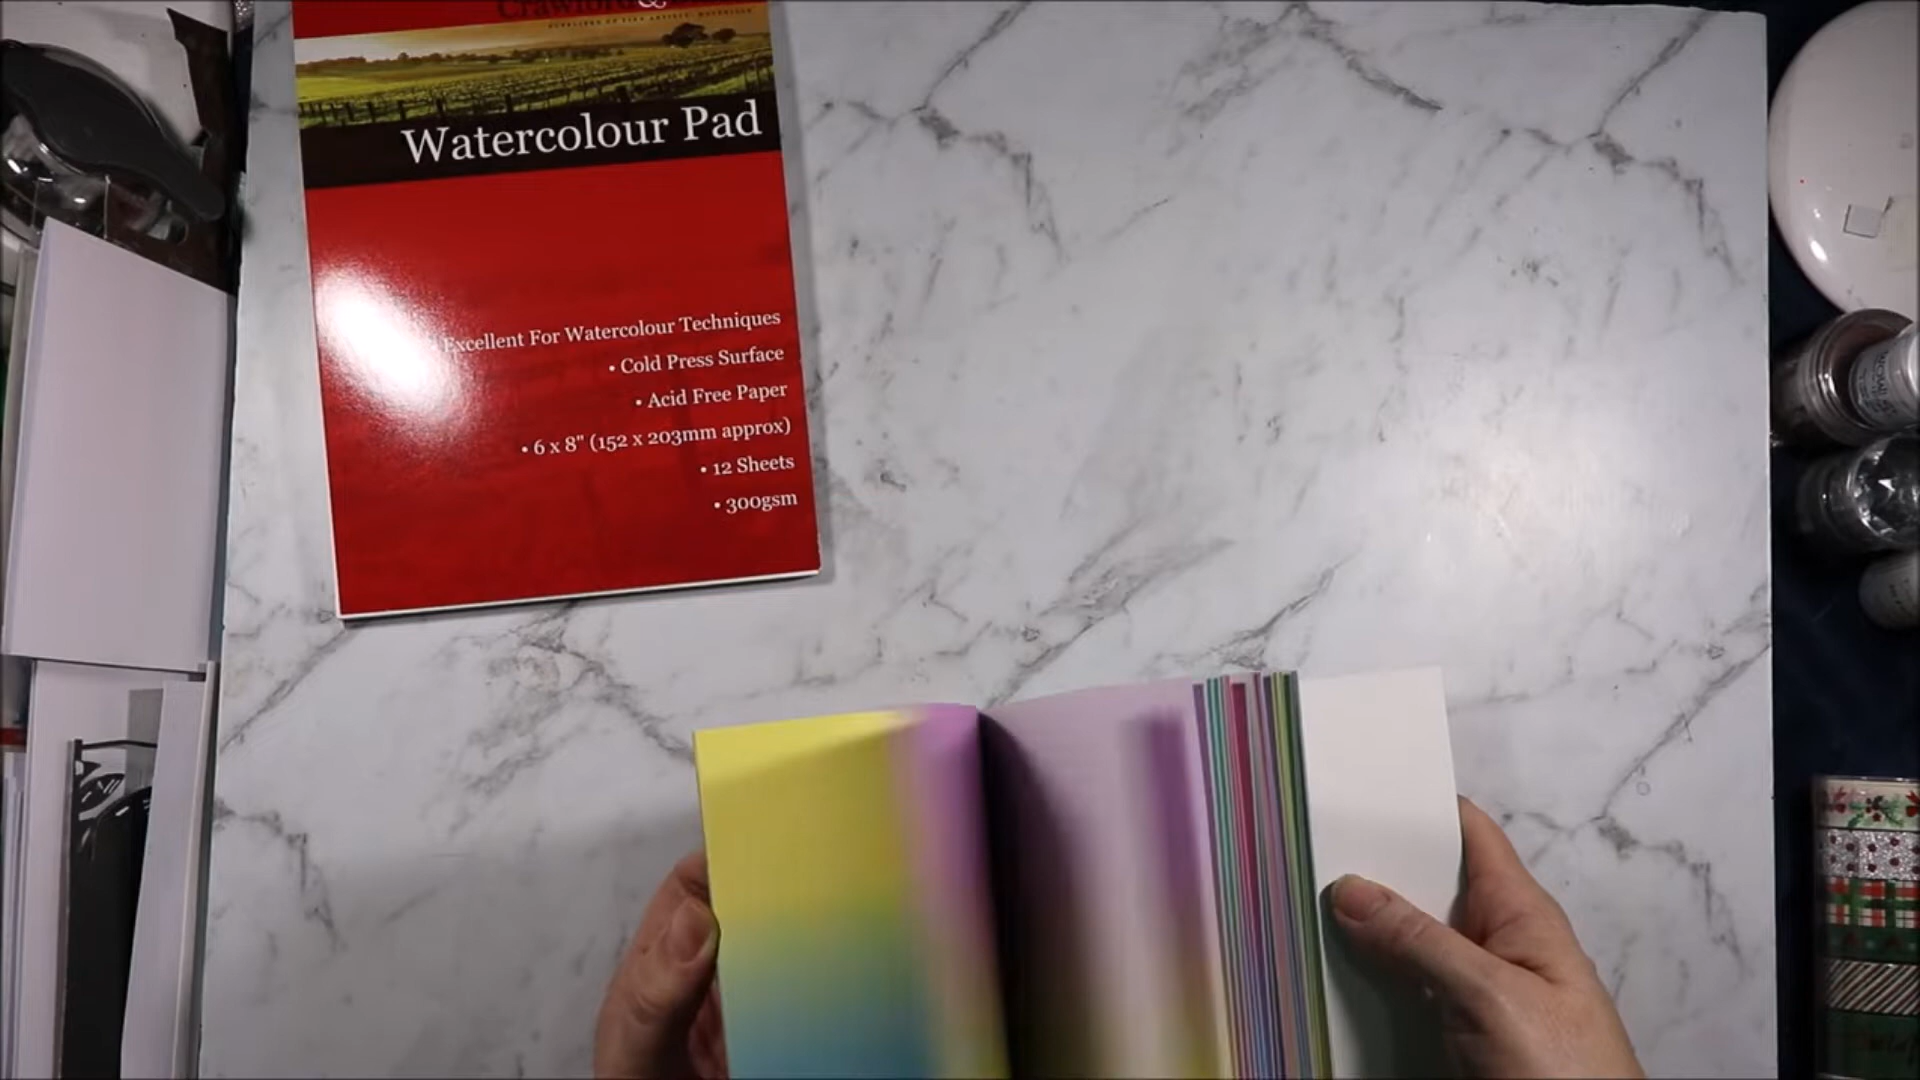 Crawford &
Watercolour Pad
Excellent For Watercolour Techniques
• Cold Press Surface
• Acid Free Paper
• 6 x 8" (152 x 203mm approx)
• 12 Sheets
• 300gsm